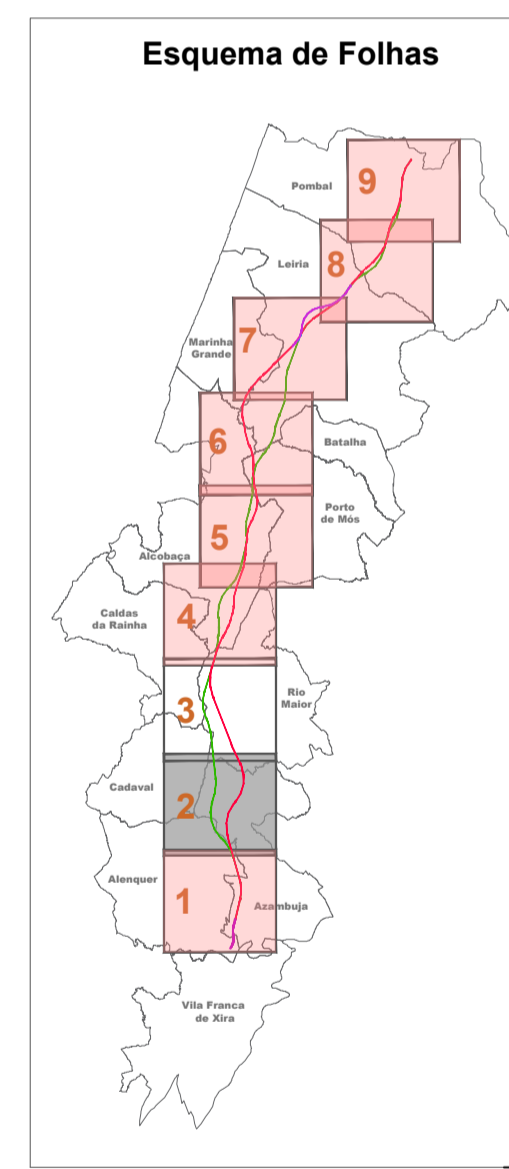 Esquema de Folhas
9
Pombal
8
Leiria
7
Marinha
Grande
6
Batalha
Porto
de Mós
5
Alcobaça
4
Caldas
da Rainha
Rio
Maior
3
Cadaval
2
Alenquer
1
Azambuja
Vila Franca
de Xira